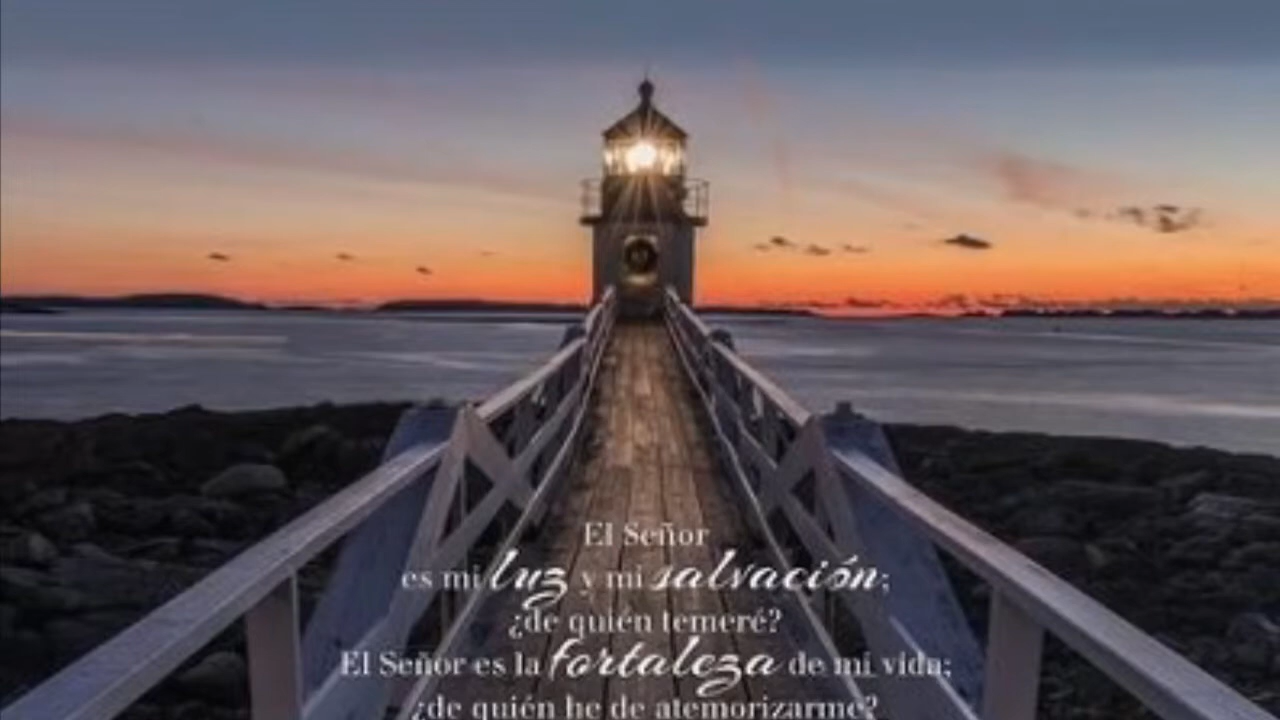 El Señor
es mi luz y mi salvación;
¿de quién temeré?
El Señor es la fortaleza de mi vida;
¿de quién he de atemorizarme?